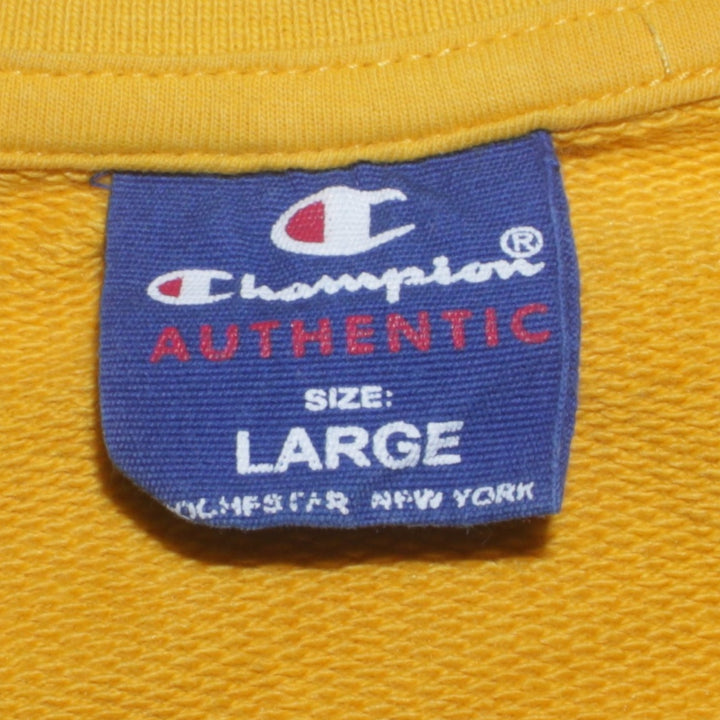 Champion®
AUTHENTIC
SIZE:
LARGE
NEW YORK